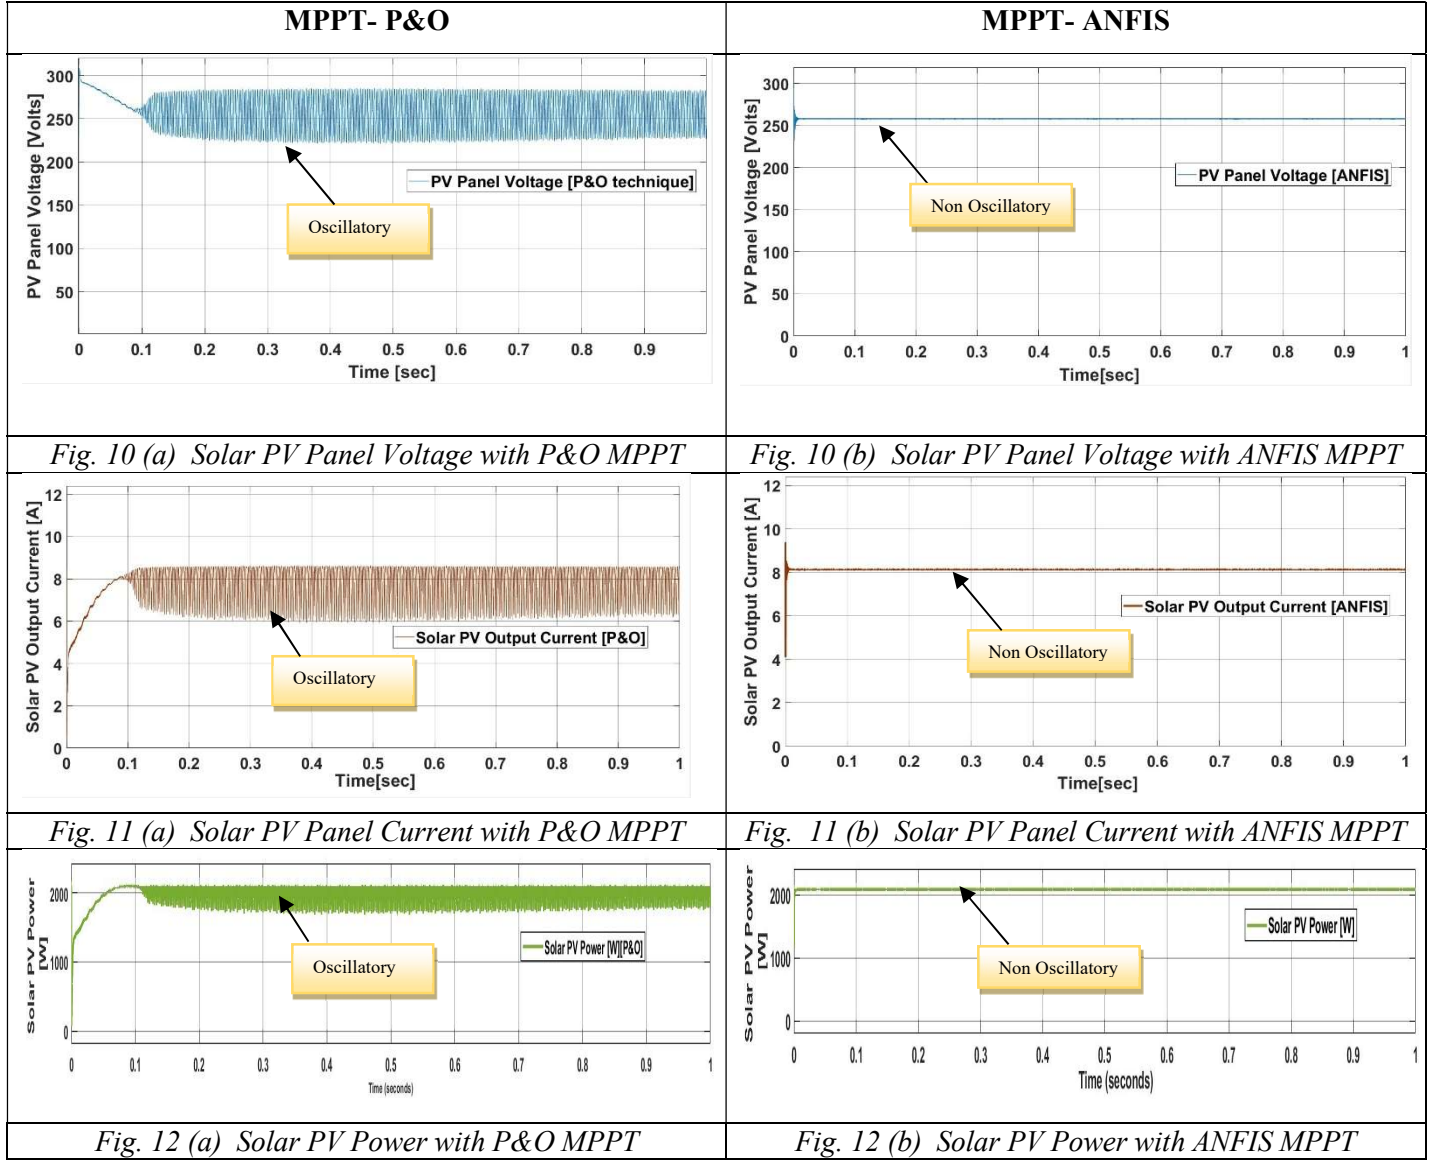 MPPT- P&O
MPPT- ANFIS
PV Panel Voltage [Volts]
300
250
200
150
100
50
PV Panel Voltage [P&O technique]
Oscillatory
0 0.1 0.2 0.3 0.4 0.5 0.6 0.7 0.8 0.9
Time [sec]
PV Panel Voltage [Volts]
300
250
200
150
100
50
0
PV Panel Voltage [ANFIS]
Non Oscillatory
0 0.1 0.2 0.3 0.4 0.5 0.6 0.7 0.8 0.9 1
Time[sec]
Fig. 10 (a) Solar PV Panel Voltage with P&O MPPT
Fig. 10 (b) Solar PV Panel Voltage with ANFIS MPPT
Solar PV Output Current [A]
12
10
8
6
4
2
0
Solar PV Output Current [P&O]
Oscillatory
0 0.1 0.2 0.3 0.4 0.5 0.6 0.7 0.8 0.9 1
Time[sec]
Solar PV Output Current [A]
12
10
8
6
4
2
0
Solar PV Output Current [ANFIS]
Non Oscillatory
0 0.1 0.2 0.3 0.4 0.5 0.6 0.7 0.8 0.9 1
Time[sec]
Fig. 11 (a) Solar PV Panel Current with P&O MPPT
Fig. 11 (b) Solar PV Panel Current with ANFIS MPPT
Solar PV Power
[W]
2000
1000
0
Solar PV Power [W][P&O]
Oscillatory
0 0.1 0.2 0.3 0.4 0.5 0.6 0.7 0.8 0.9 1
Time (seconds)
Solar PV Power
[W]
2000
1000
0
Solar PV Power [W]
Non Oscillatory
0 0.1 0.2 0.3 0.4 0.5 0.6 0.7 0.8 0.9 1
Time (seconds)
Fig. 12 (a) Solar PV Power with P&O MPPT
Fig. 12 (b) Solar PV Power with ANFIS MPPT